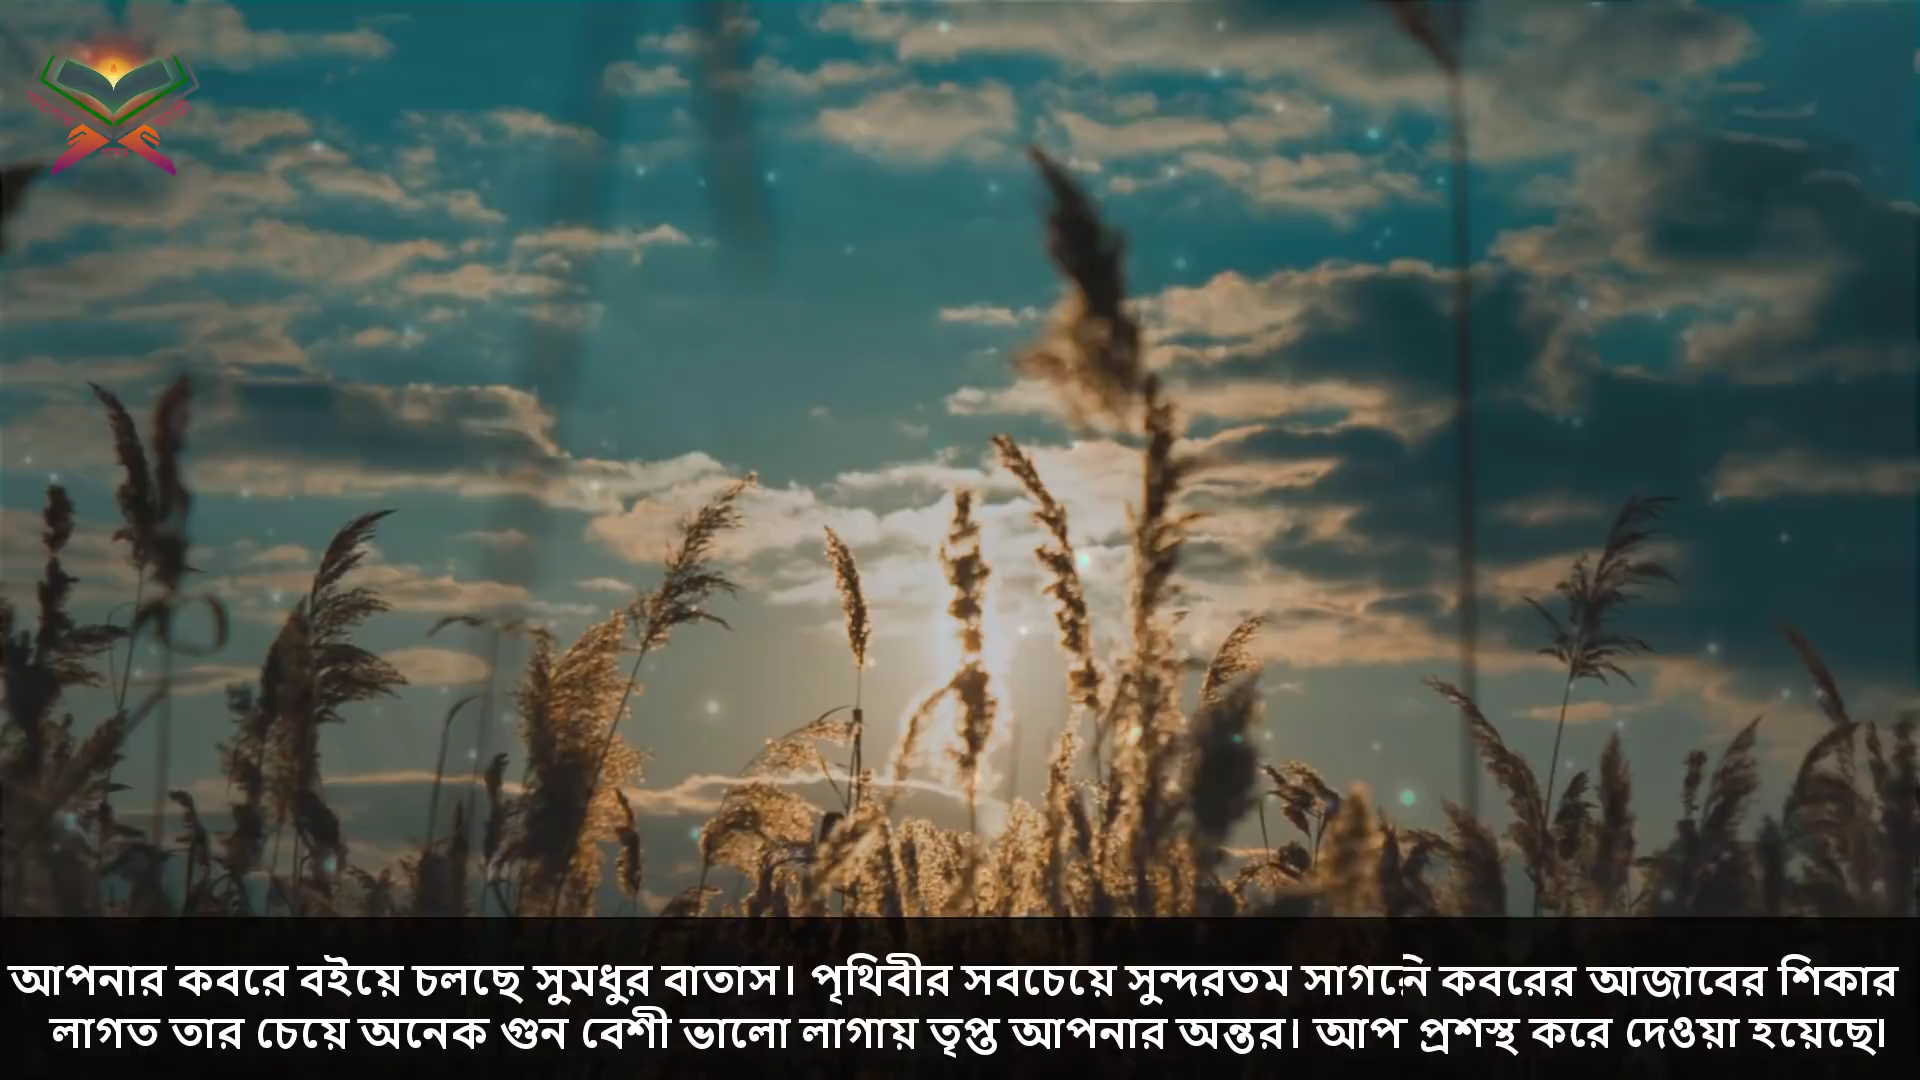 আপনার কবরে বইয়ে চলছে সুমধুর বাতাস। পৃথিবীর সবচেয়ে সুন্দরতম কবরের আজাবের শিকার
লাগত তার চেয়ে অনেক গুন বেশী ভালো লাগায় তৃপ্ত আপনার অন্তর। আপ প্রশস্থ করে দেওয়া হয়েছে।